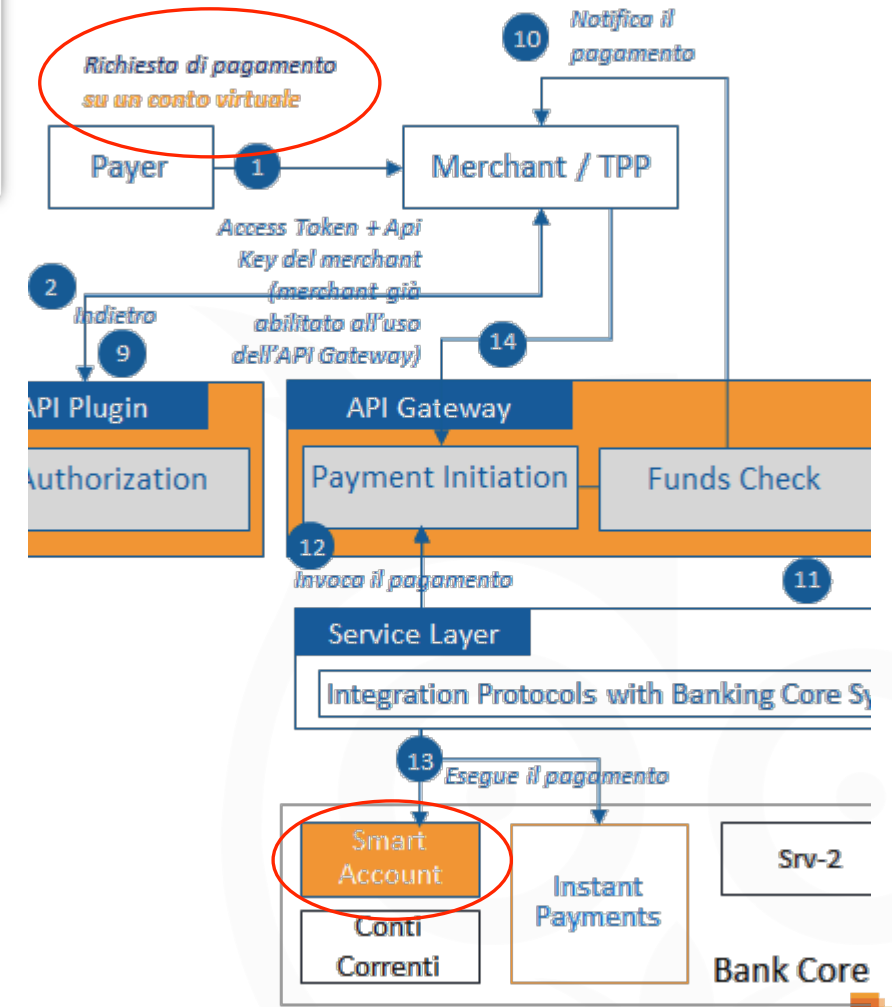 10
Notifica il
pagamento
Richiesta di pagamento
su un conto virtuale
Payer
1
Merchant / TPP
Access Token + Api
Key del merchant
(merchant già
abilitato all'uso
dell'API Gateway)
2
Indietro
9
14
API Plugin
Authorization
API Gateway
Payment Initiation
Funds Check
12
Invoca il pagamento
11
Service Layer
Integration Protocols with Banking Core Sy
13
Esegue il pagamento
Smart
Account
Conti
Correnti
Instant
Payments
Srv-2
Bank Core